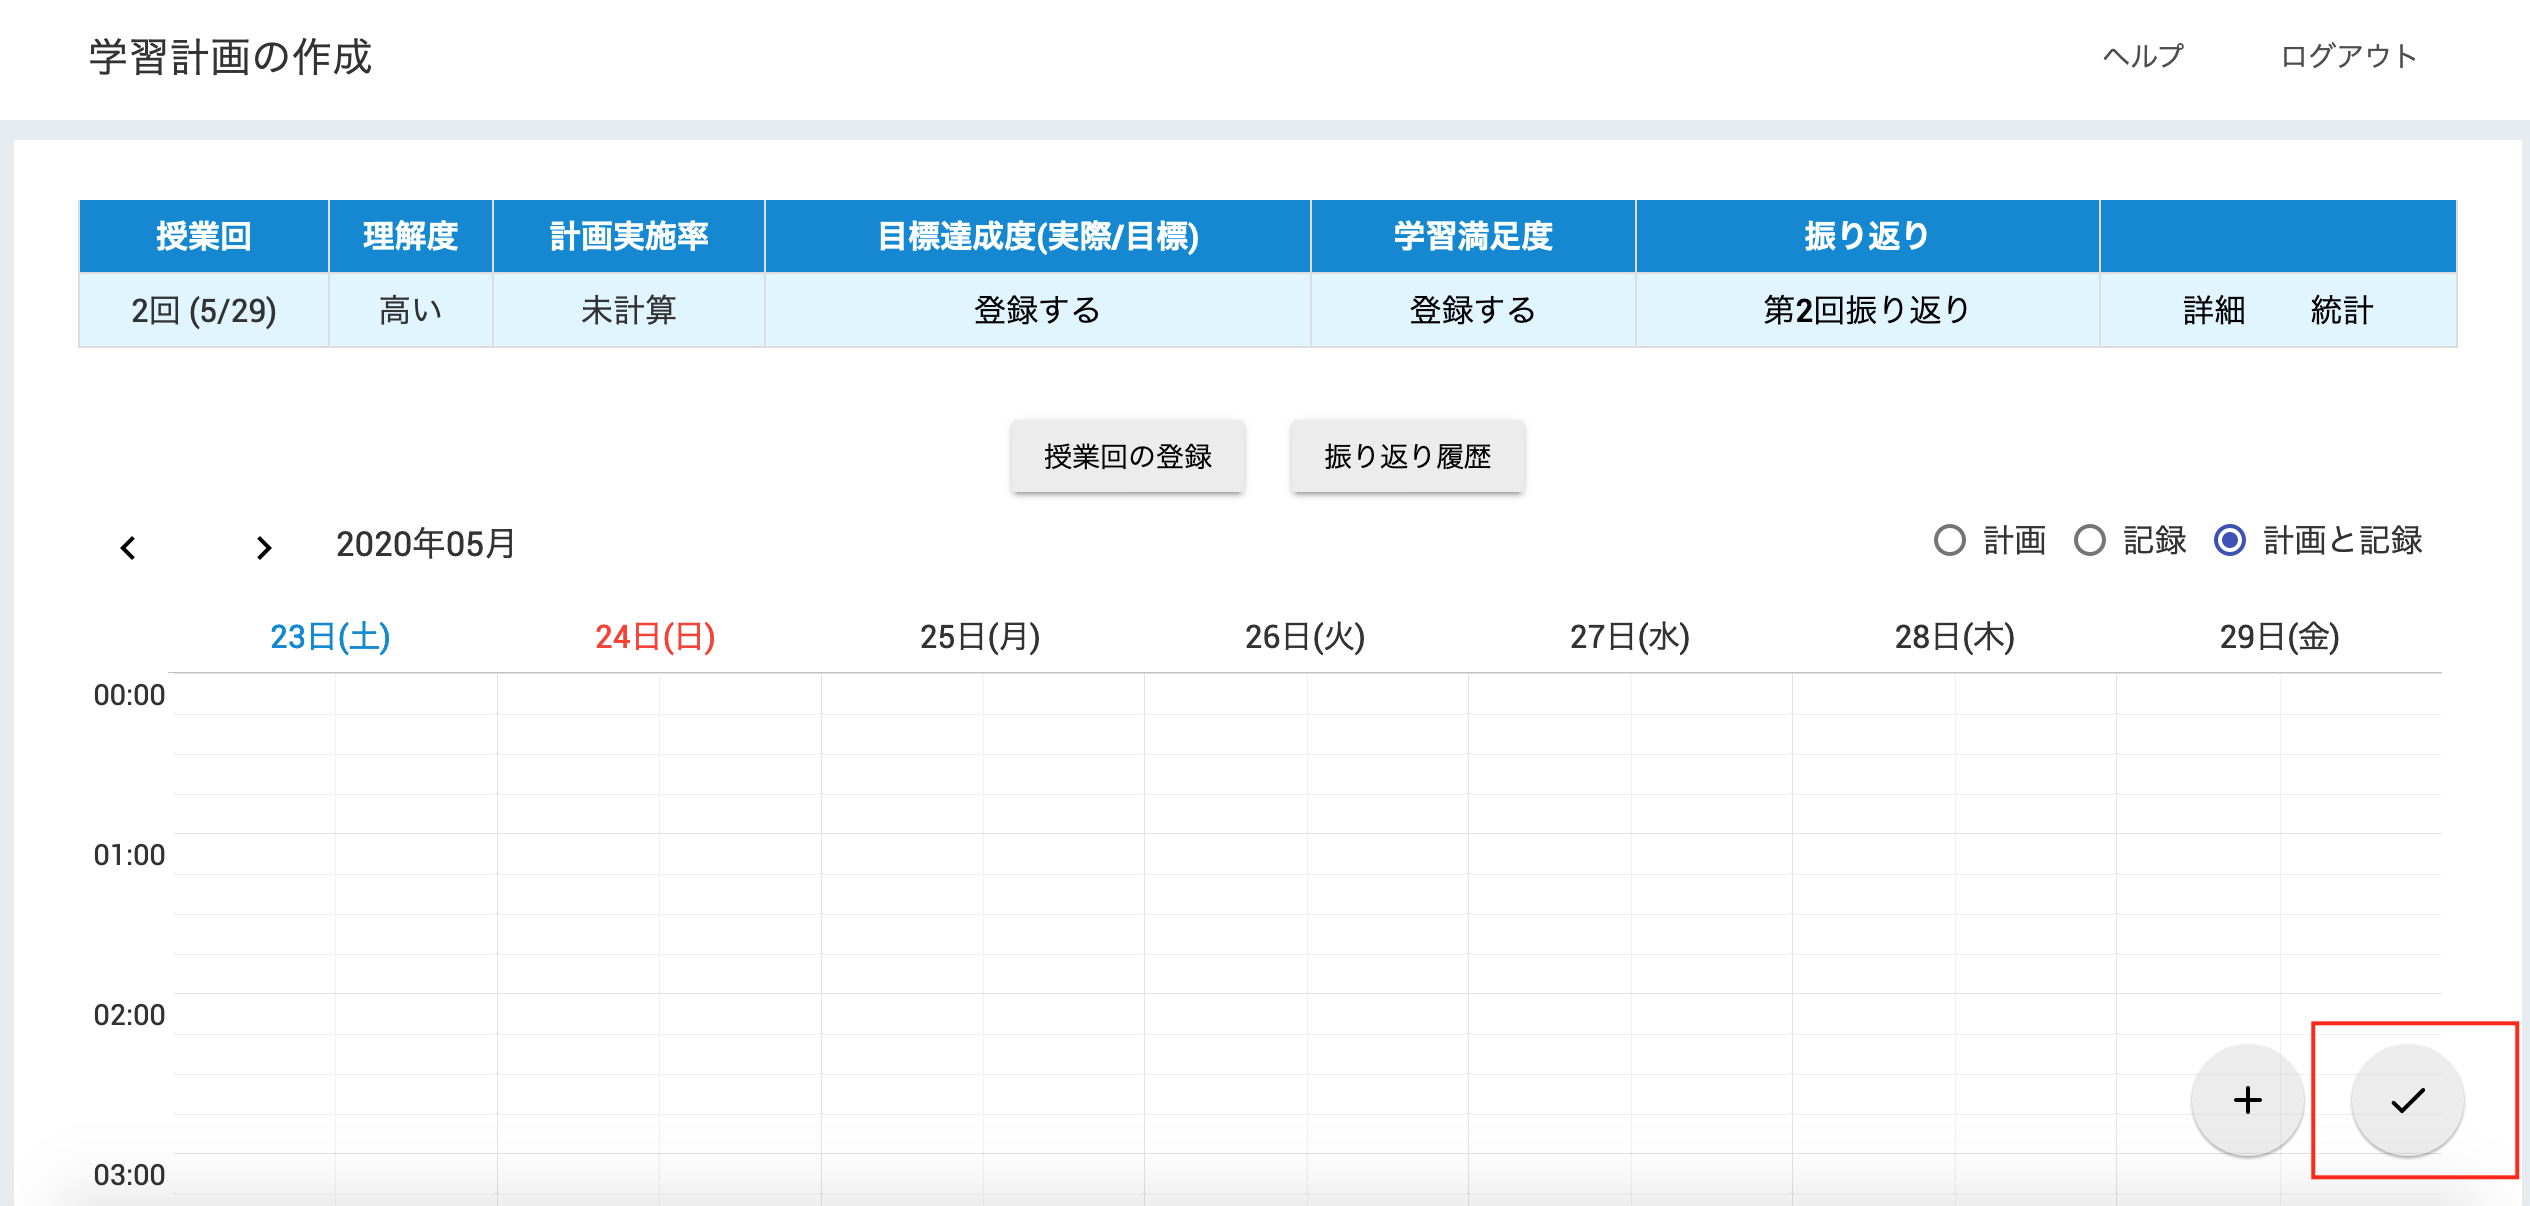 学習計画の作成 ヘルプ ログアウト
授業回 理解度 計画実施率 目標達成度(実際/目標) 学習満足度 振り返り
2回 (5/29) 高い 未計算 登録する 登録する 第2回振り返り 詳細 統計
授業回の登録 振り返り履歴
2020年05月 計画 記録 計画と記録
23日(土) 24日(日) 25日(月) 26日(火) 27日(水) 28日(木) 29日(金)
00:00
01:00
02:00
03:00